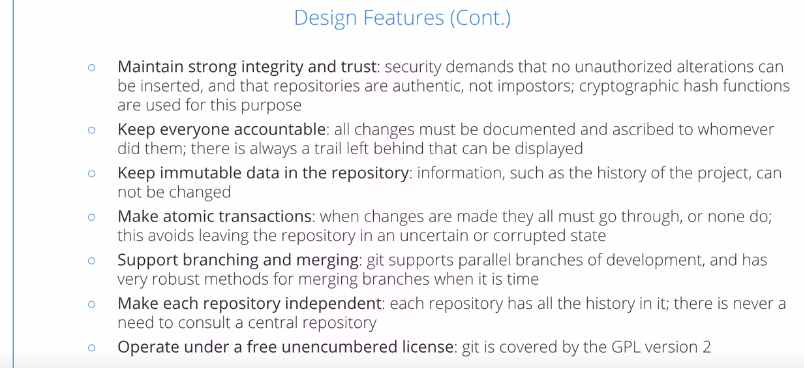 Design Features (Cont.)
Maintain strong integrity and trust: security demands that no unauthorized alterations can
be inserted, and that repositories are authentic, not impostors; cryptographic hash functions
are used for this purpose
Keep everyone accountable: all changes must be documented and ascribed to whomever
did them; there is always a trail left behind that can be displayed
Keep immutable data in the repository: information, such as the history of the project, can
not be changed
Make atomic transactions: when changes are made they all must go through, or none do;
this avoids leaving the repository in an uncertain or corrupted state
Support branching and merging: git supports parallel branches of development, and has
very robust methods for merging branches when it is time
Make each repository independent: each repository has all the history in it; there is never a
need to consult a central repository
Operate under a free unencumbered license: git is covered by the GPL version 2